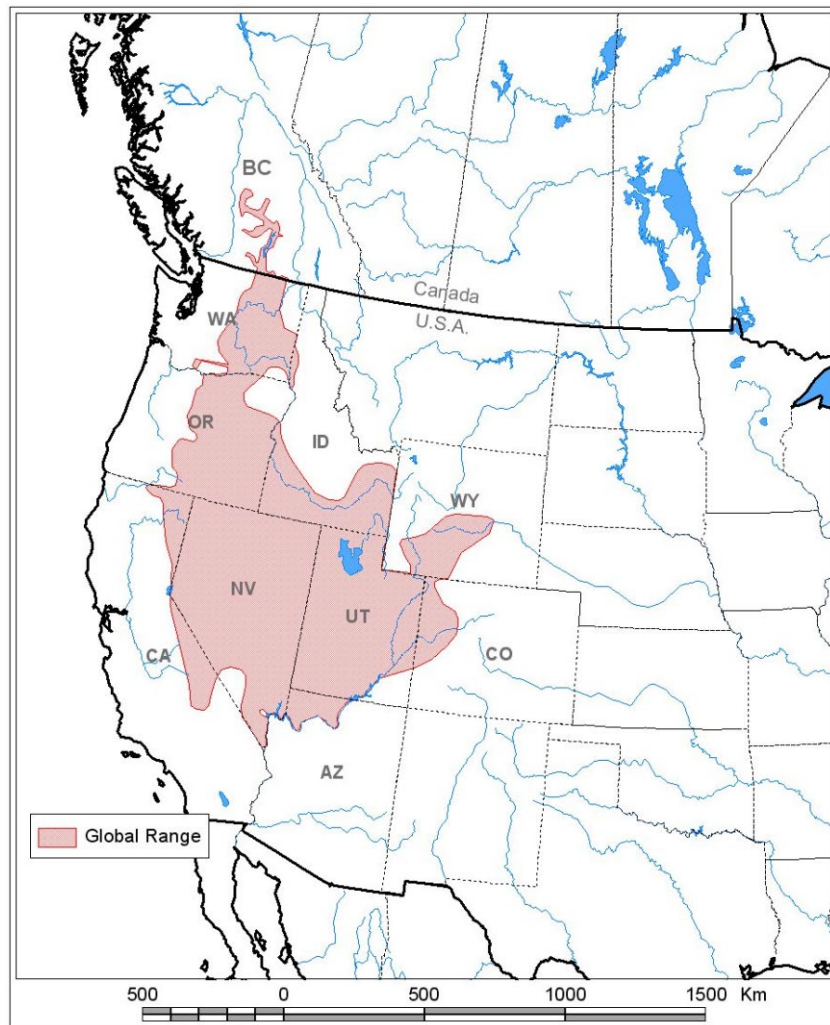 BC
Canada
U.S.A.
WA
OR
ID
WY
NV
UT
CA
CO
AZ
Global Range
500 0 500 1000 1500 Km